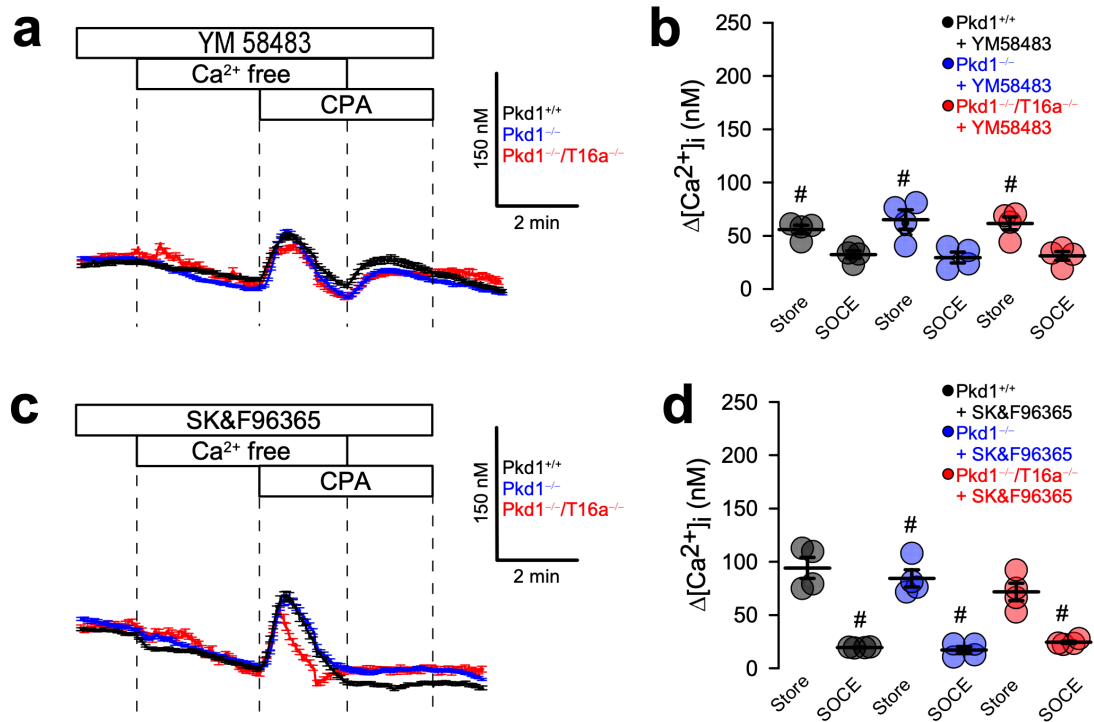 a
YM 58483
Ca²⁺ free
CPA
150 nM
Pkd1⁺ᐟ⁺
Pkd1⁻ᐟ⁻
Pkd1⁻ᐟ⁻/T16a⁻ᐟ⁻
2 min
b
Δ[Ca²⁺]i (nM)
250
200
150
100
50
0
Pkd1⁺ᐟ⁺
+ YM58483
Pkd1⁻ᐟ⁻
+ YM58483
Pkd1⁻ᐟ⁻/T16a⁻ᐟ⁻
+ YM58483
# # #
Store SOCE Store SOCE Store SOCE
c
SK&F96365
Ca²⁺ free
CPA
150 nM
Pkd1⁺ᐟ⁺
Pkd1⁻ᐟ⁻
Pkd1⁻ᐟ⁻/T16a⁻ᐟ⁻
2 min
d
Δ[Ca²⁺]i (nM)
250
200
150
100
50
0
Pkd1⁺ᐟ⁺
+ SK&F96365
Pkd1⁻ᐟ⁻
+ SK&F96365
Pkd1⁻ᐟ⁻/T16a⁻ᐟ⁻
+ SK&F96365
# # # #
Store SOCE Store SOCE Store SOCE